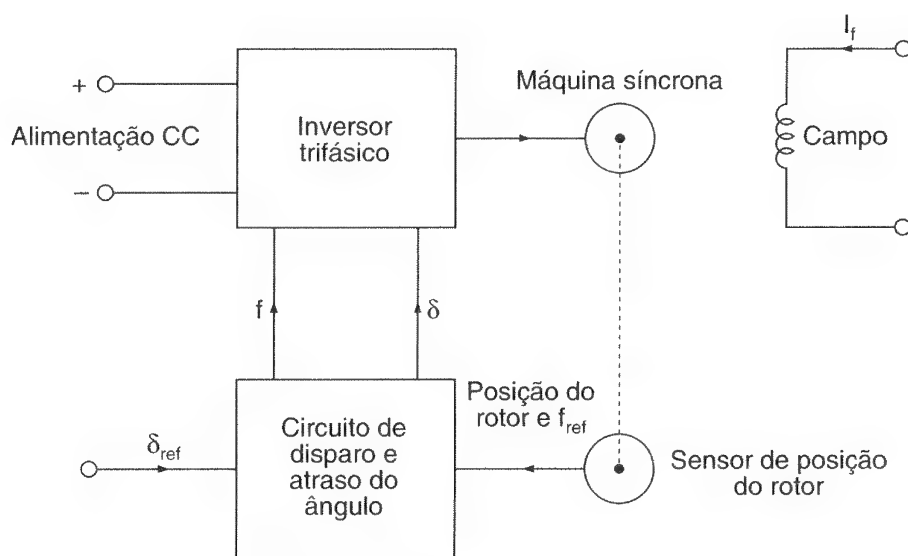 I_f
+
Alimentação CC
−
Inversor
trifásico
Máquina síncrona
Campo
f
δ
δ_ref
Circuito de
disparo e
atraso do
ângulo
Posição do
rotor e f_ref
Sensor de posição
do rotor